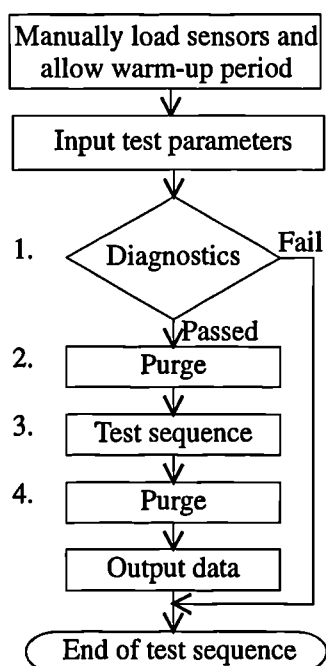 Manually load sensors and
allow warm-up period
Input test parameters
1.
Diagnostics
Fail
Passed
2.
Purge
3.
Test sequence
4.
Purge
Output data
End of test sequence